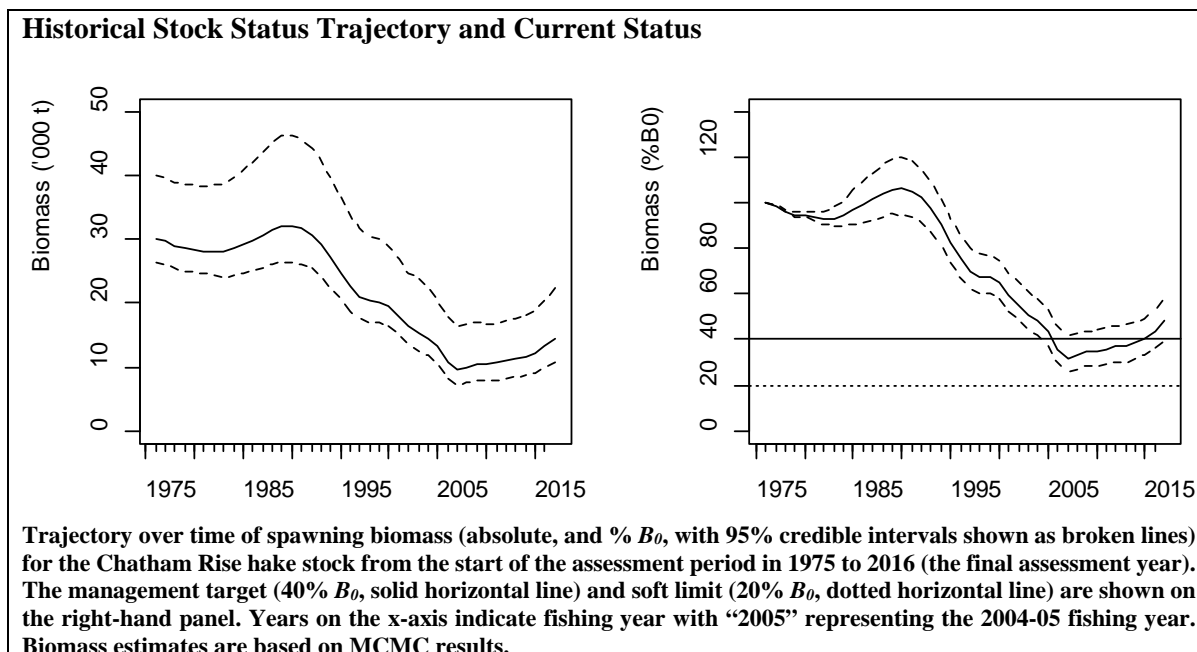 Historical Stock Status Trajectory and Current Status
Biomass ('000 t)
50
40
30
20
10
0
1975 1985 1995 2005 2015
Biomass (%B0)
120
80
60
40
20
0
1975 1985 1995 2005 2015
Trajectory over time of spawning biomass (absolute, and % B0, with 95% credible intervals shown as broken lines)
for the Chatham Rise hake stock from the start of the assessment period in 1975 to 2016 (the final assessment year).
The management target (40% B0, solid horizontal line) and soft limit (20% B0, dotted horizontal line) are shown on
the right-hand panel. Years on the x-axis indicate fishing year with “2005” representing the 2004-05 fishing year.
Biomass estimates are based on MCMC results.